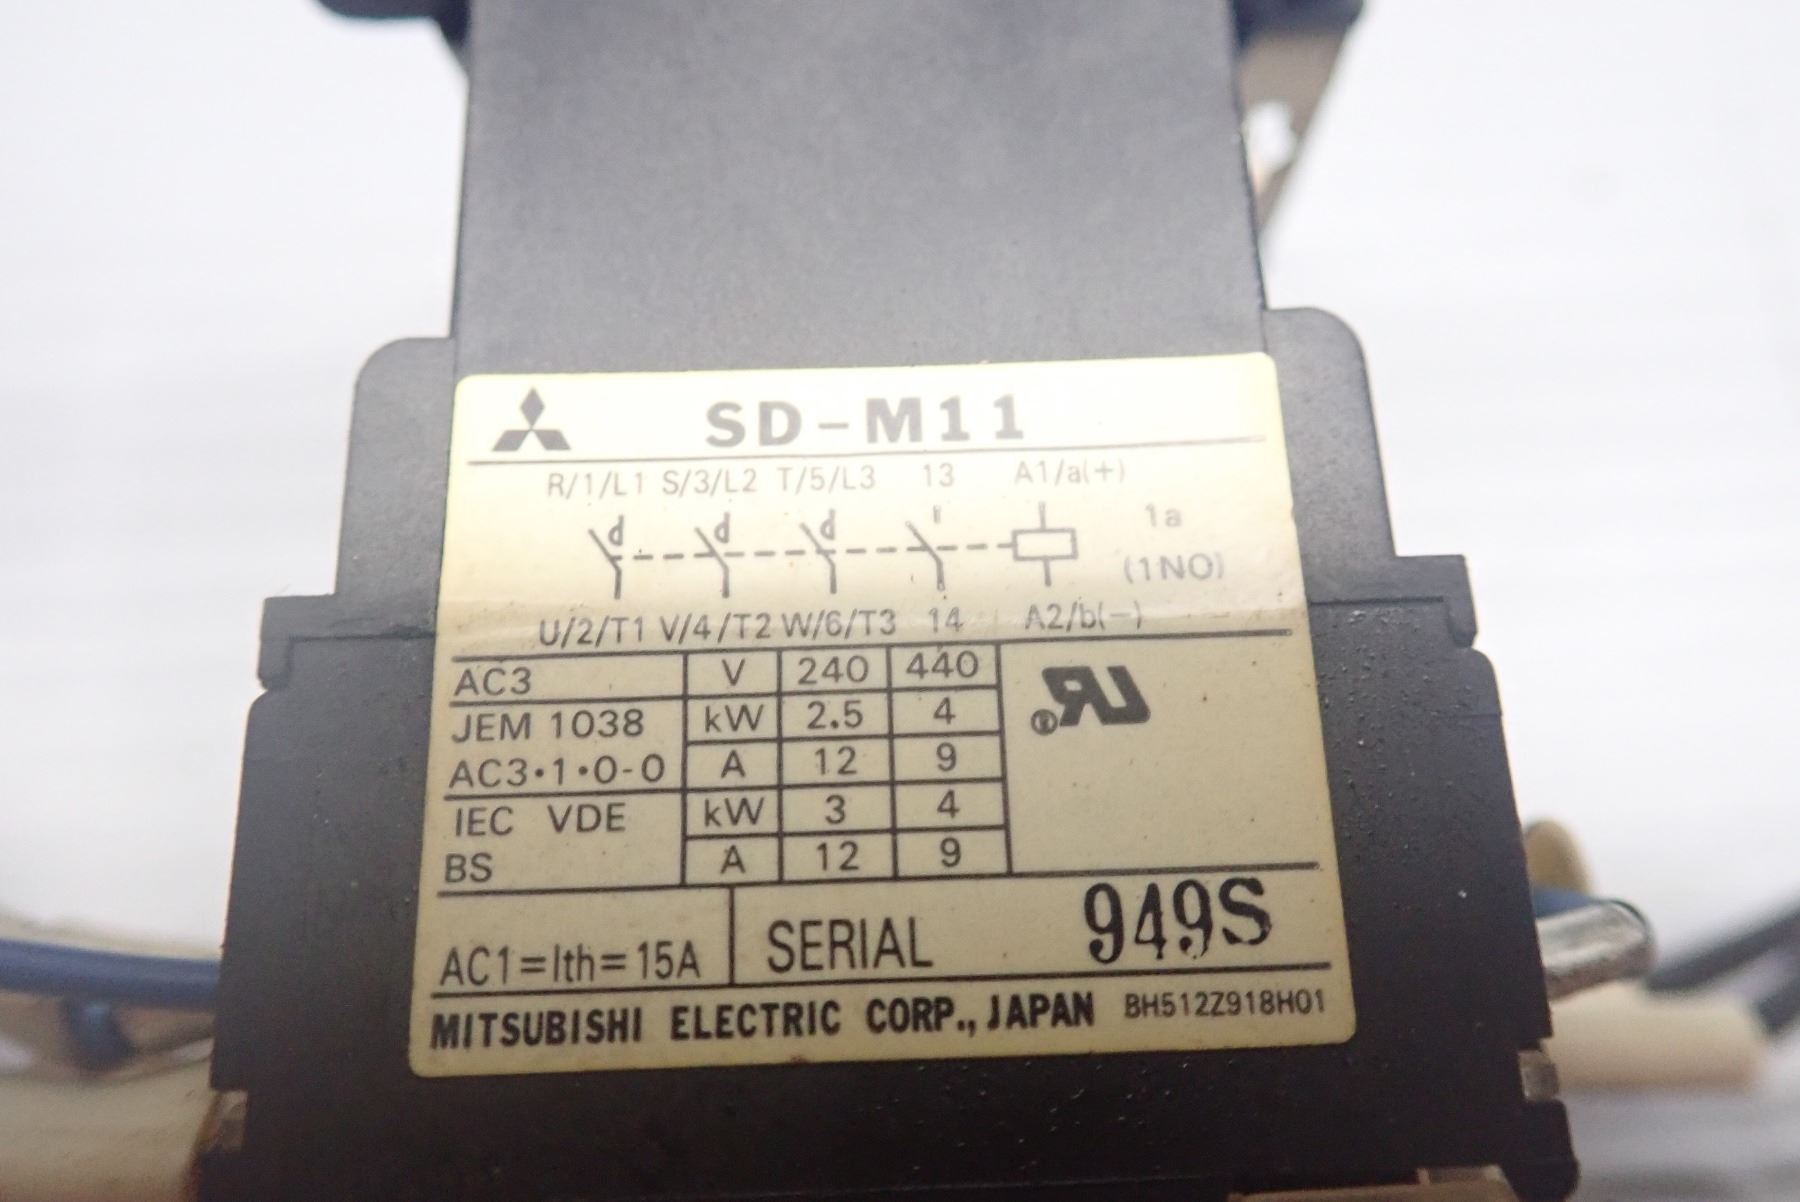 SD-M11
R/1/L1 S/3/L2 T/5/L3 13 A1/a(+)
1a
(1NO)
U/2/T1 V/4/T2 W/6/T3 14 A2/b(-)
AC3 V 240 440
JEM 1038 kW 2.5 4
AC3•1•0-0 A 12 9
IEC VDE kW 3 4
BS A 12 9
AC1=Ith=15A SERIAL 949S
MITSUBISHI ELECTRIC CORP., JAPAN BH512Z918H01